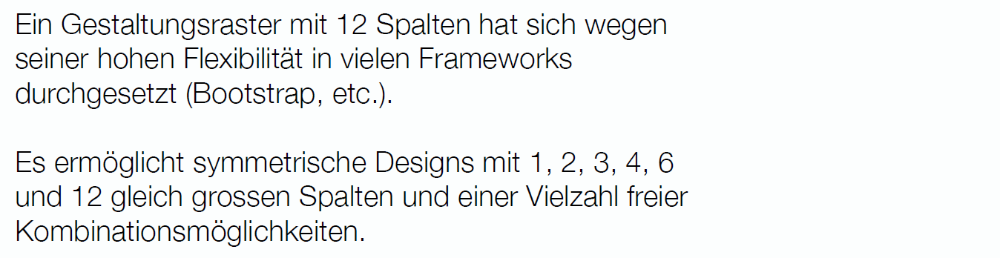 Ein Gestaltungsraster mit 12 Spalten hat sich wegen
seiner hohen Flexibilität in vielen Frameworks
durchgesetzt (Bootstrap, etc.).
Es ermöglicht symmetrische Designs mit 1, 2, 3, 4, 6
und 12 gleich grossen Spalten und einer Vielzahl freier
Kombinationsmöglichkeiten.